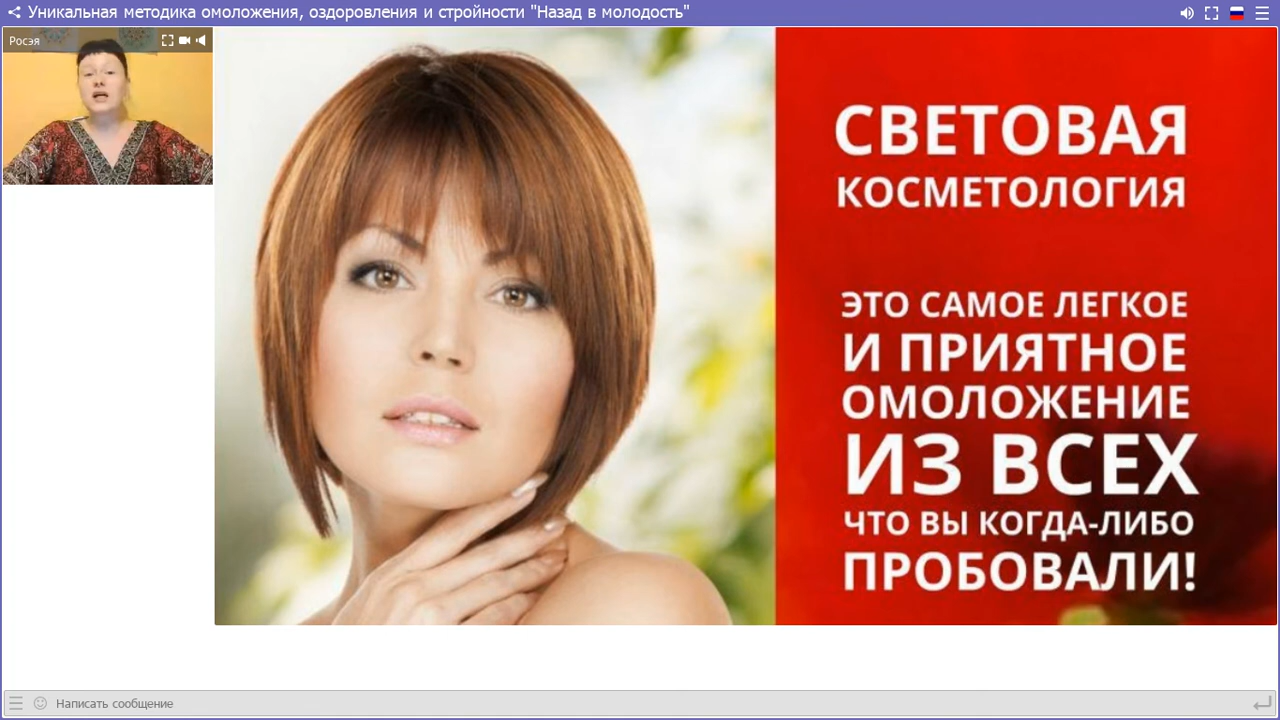 Уникальная методика омоложения, оздоровления и стройности "Назад в молодость"
Росэя
СВЕТОВАЯ
КОСМЕТОЛОГИЯ
ЭТО САМОЕ ЛЕГКОЕ
И ПРИЯТНОЕ
ОМОЛОЖЕНИЕ
ИЗ ВСЕХ
ЧТО ВЫ КОГДА-ЛИБО
ПРОБОВАЛИ!
Написать сообщение